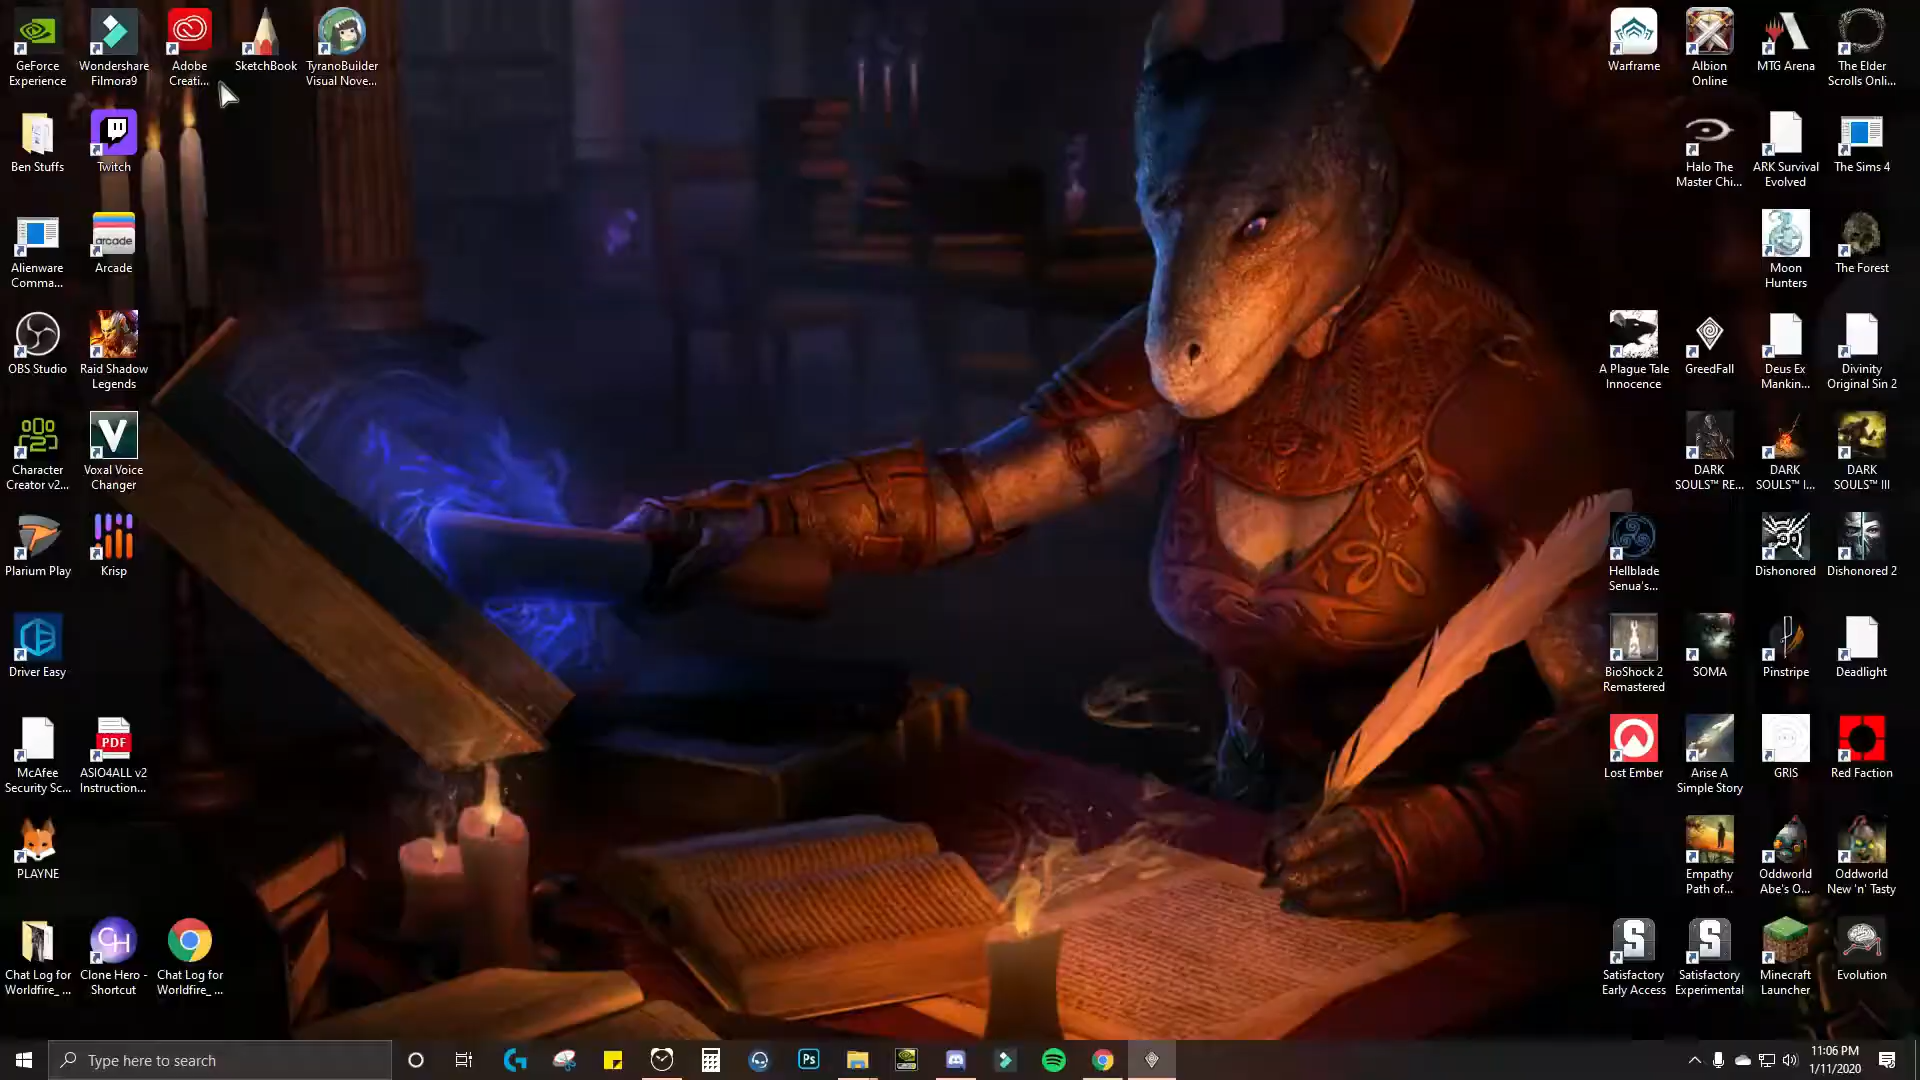 GeForce
Experience
Wondershare
Filmora9
Adobe
Creati...
SketchBook
TyranoBuilder
Visual Nove...
Ben Stuffs
Twitch
Alienware
Comma...
arcade
Arcade
OBS Studio
Raid Shadow
Legends
Character
Creator v2...
V
Voxal Voice
Changer
Plarium Play
Krisp
Driver Easy
McAfee
Security Sc...
PDF
ASIO4ALL v2
Instruction...
PLAYNE
Chat Log for
Worldfire_ ...
CH
Clone Hero -
Shortcut
Chat Log for
Worldfire_ ...
Warframe
Albion
Online
MTG Arena
The Elder
Scrolls Onli...
Halo The
Master Chi...
ARK Survival
Evolved
The Sims 4
Moon
Hunters
The Forest
A Plague Tale
Innocence
GreedFall
Deus Ex
Mankin...
Divinity
Original Sin 2
DARK
SOULS™ RE...
DARK
SOULS™ I...
DARK
SOULS™ III
Hellblade
Senua's...
Dishonored
Dishonored 2
BioShock 2
Remastered
SOMA
Pinstripe
Deadlight
Lost Ember
Arise A
Simple Story
GRIS
Red Faction
Empathy
Path of...
Oddworld
Abe's O...
Oddworld
New 'n' Tasty
S
Satisfactory
Early Access
S
Satisfactory
Experimental
Minecraft
Launcher
Evolution
Type here to search
Ps
11:06 PM
1/11/2020